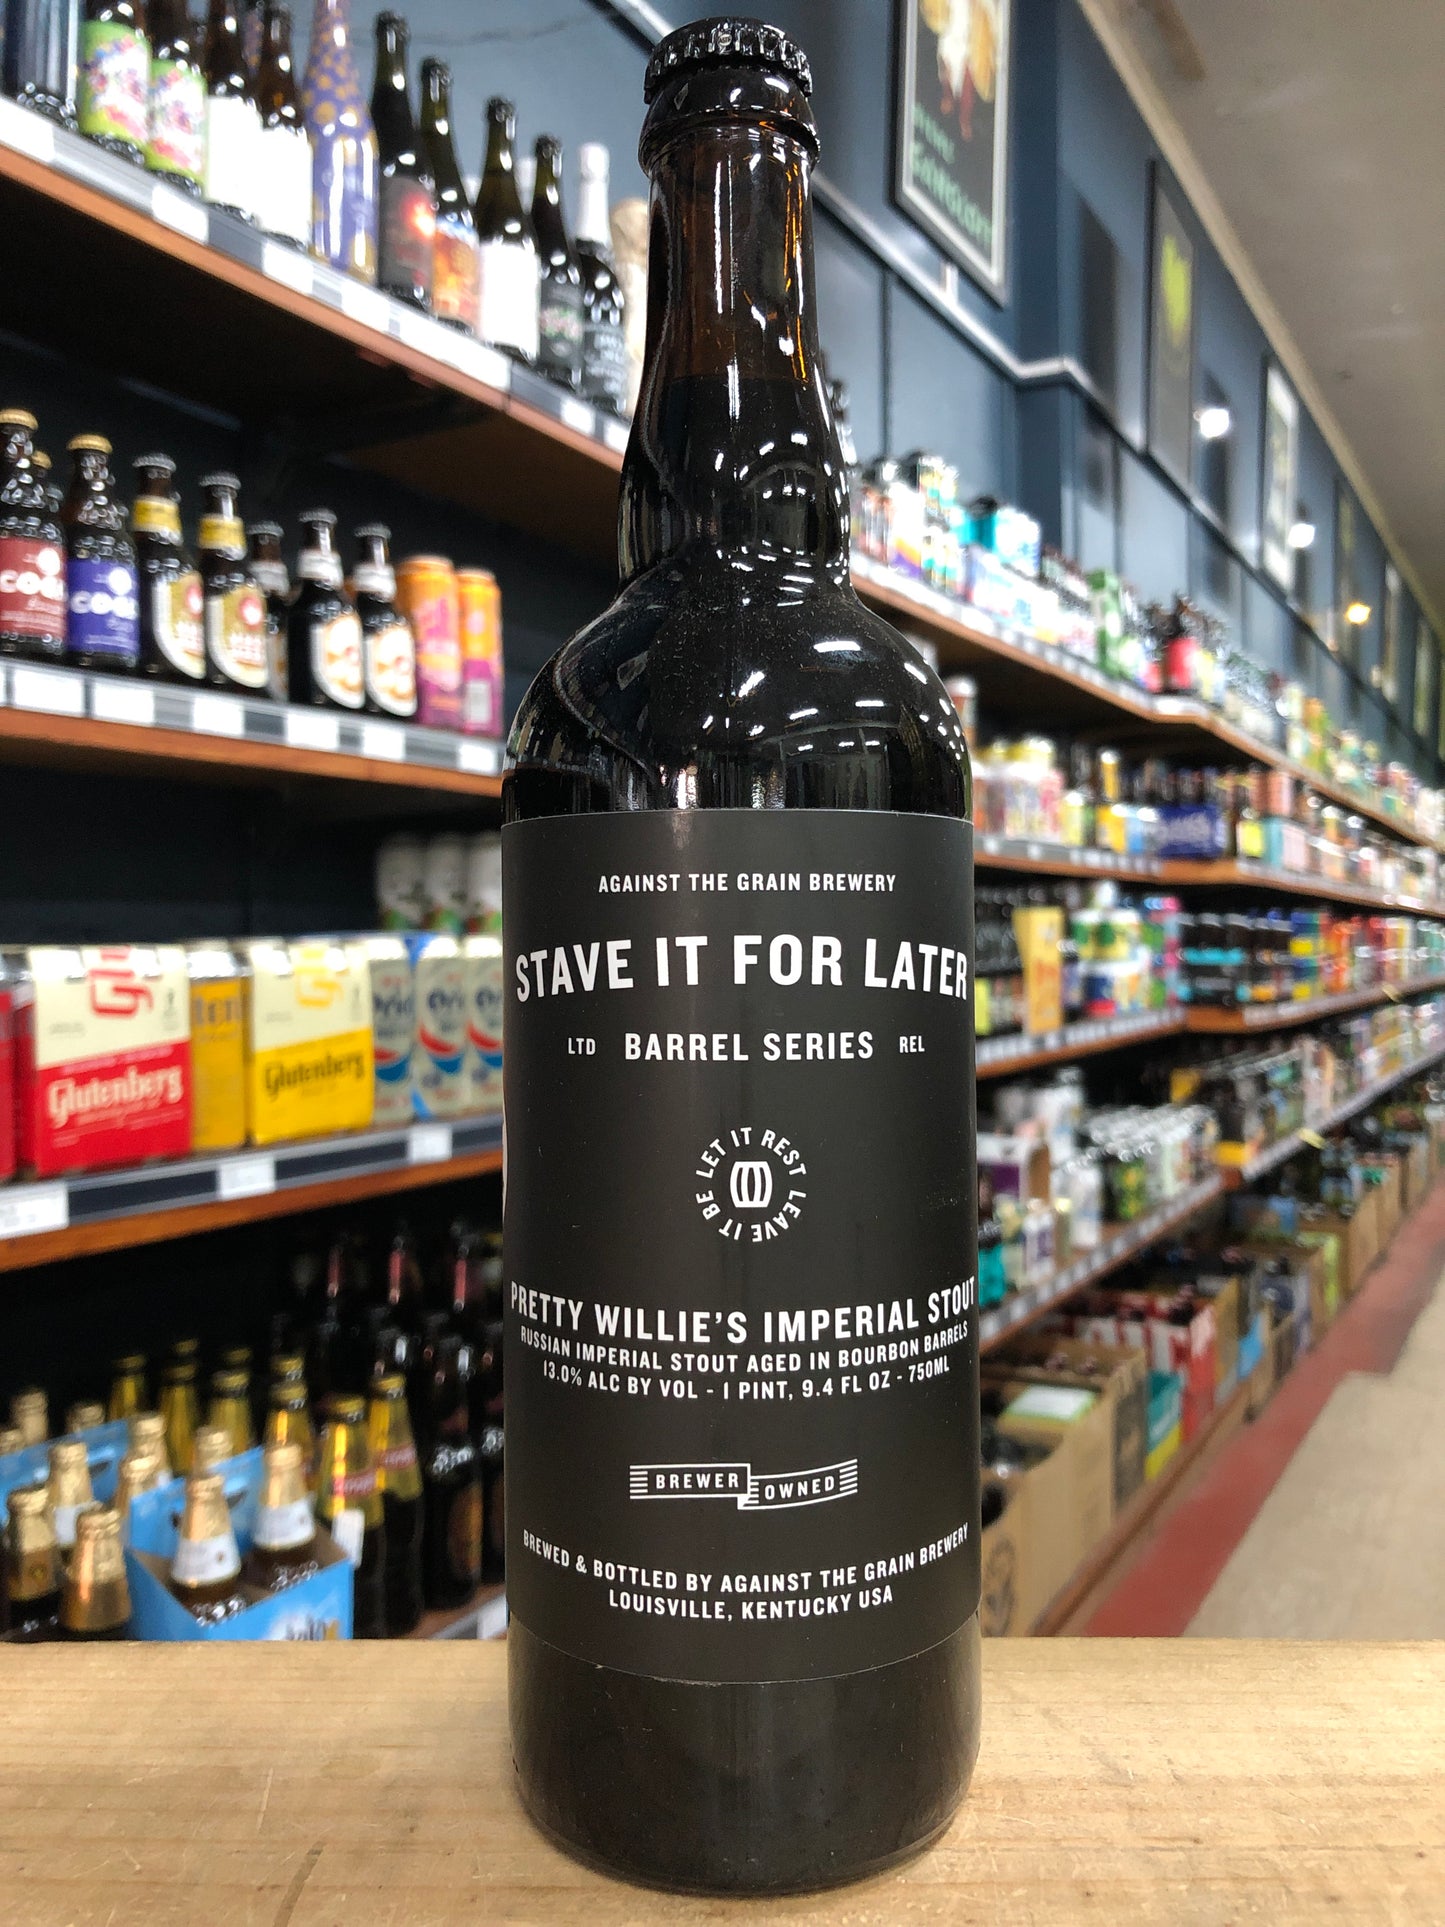 AGAINST THE GRAIN BREWERY
STAVE IT FOR LATER
LTD BARREL SERIES REL
LET IT REST LEAVE IT BE
PRETTY WILLIE'S IMPERIAL STOUT
RUSSIAN IMPERIAL STOUT AGED IN BOURBON BARRELS
13.0% ALC BY VOL - 1 PINT, 9.4 FL OZ - 750ML
BREWER OWNED
BREWED & BOTTLED BY AGAINST THE GRAIN BREWERY
LOUISVILLE, KENTUCKY USA
Glutenberg
Glutenberg